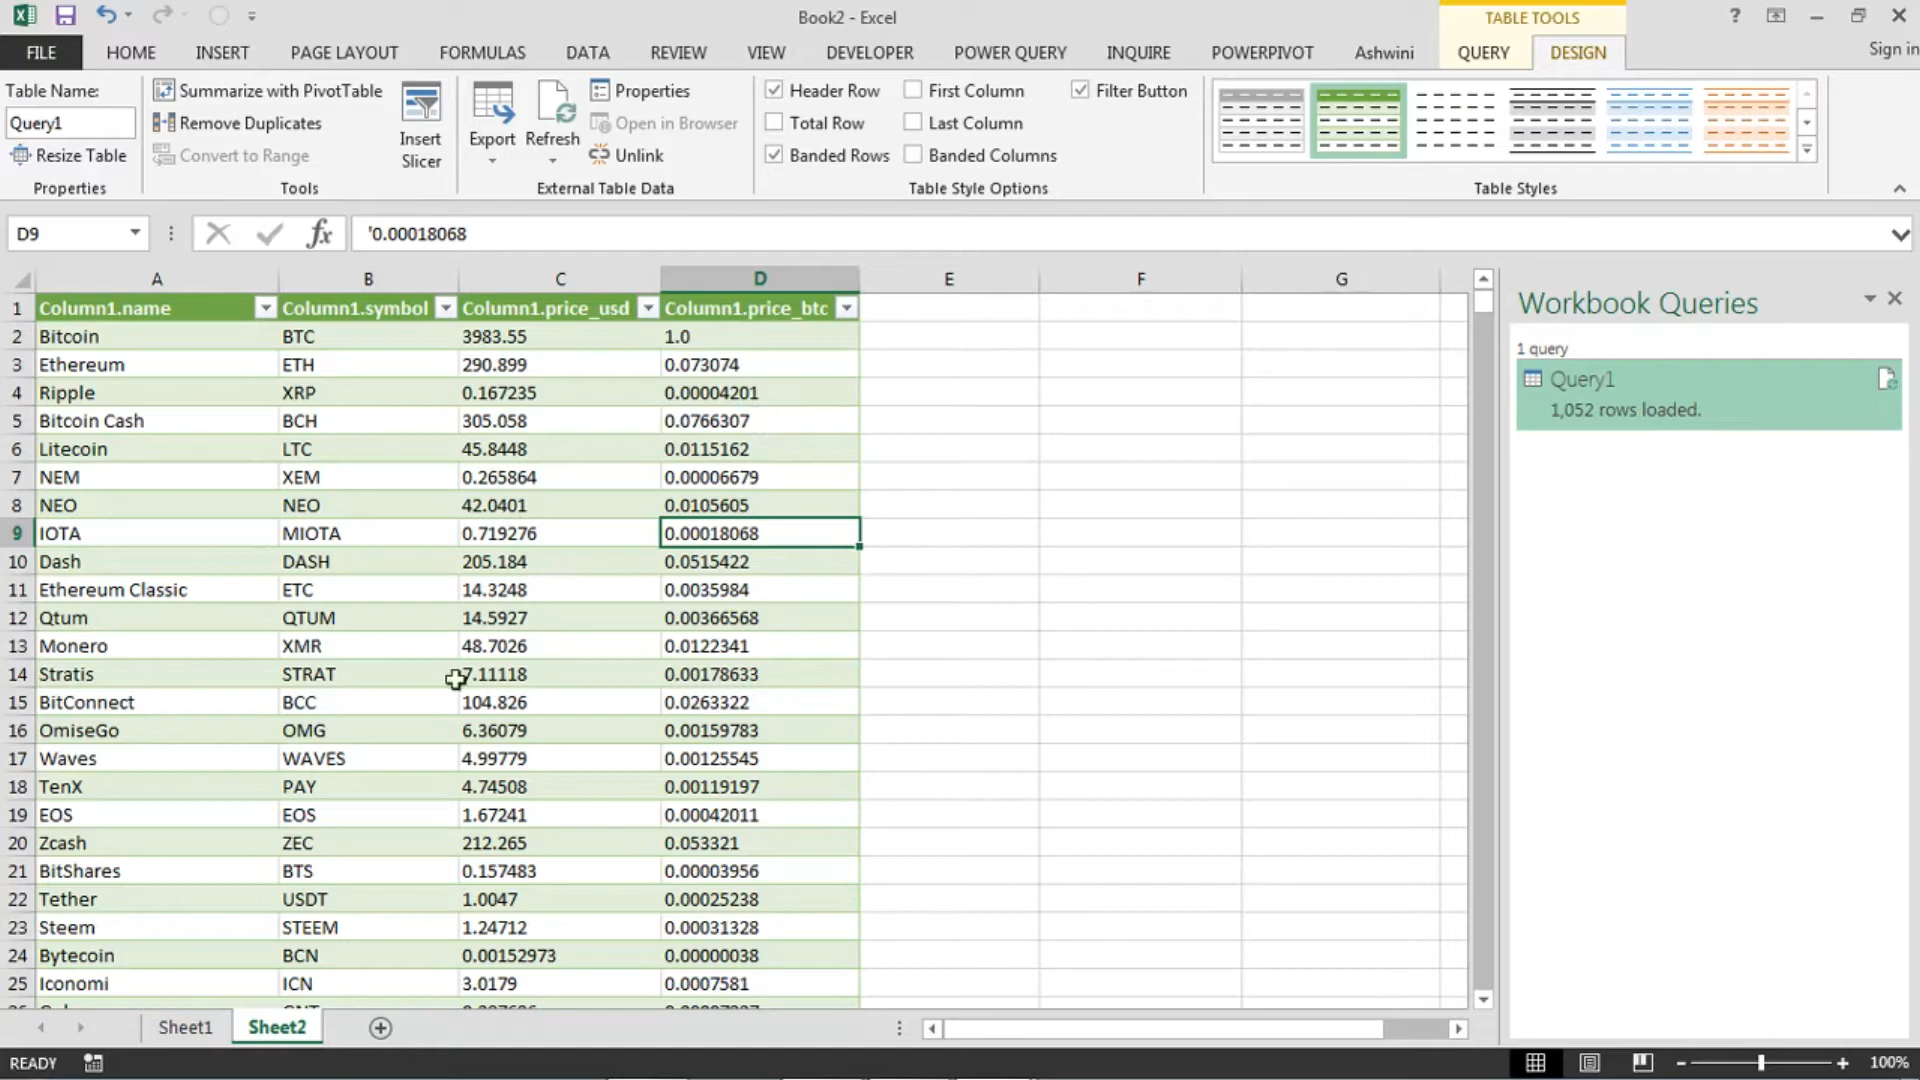 Book2 - Excel
TABLE TOOLS
?
FILE HOME INSERT PAGE LAYOUT FORMULAS DATA REVIEW VIEW DEVELOPER POWER QUERY INQUIRE POWERPIVOT Ashwini QUERY DESIGN Sign in
Table Name:
Query1
Resize Table
Properties
Summarize with PivotTable
Remove Duplicates
Convert to Range
Tools
Insert
Slicer
Export
Refresh
Properties
Open in Browser
Unlink
External Table Data
Header Row First Column Filter Button
Total Row Last Column
Banded Rows Banded Columns
Table Style Options
Table Styles
D9 fx '0.00018068
A B C D E F G
1 Column1.name Column1.symbol Column1.price_usd Column1.price_btc
2 Bitcoin BTC 3983.55 1.0
3 Ethereum ETH 290.899 0.073074
4 Ripple XRP 0.167235 0.00004201
5 Bitcoin Cash BCH 305.058 0.0766307
6 Litecoin LTC 45.8448 0.0115162
7 NEM XEM 0.265864 0.00006679
8 NEO NEO 42.0401 0.0105605
9 IOTA MIOTA 0.719276 0.00018068
10 Dash DASH 205.184 0.0515422
11 Ethereum Classic ETC 14.3248 0.0035984
12 Qtum QTUM 14.5927 0.00366568
13 Monero XMR 48.7026 0.0122341
14 Stratis STRAT 7.11118 0.00178633
15 BitConnect BCC 104.826 0.0263322
16 OmiseGo OMG 6.36079 0.00159783
17 Waves WAVES 4.99779 0.00125545
18 TenX PAY 4.74508 0.00119197
19 EOS EOS 1.67241 0.00042011
20 Zcash ZEC 212.265 0.053321
21 BitShares BTS 0.157483 0.00003956
22 Tether USDT 1.0047 0.00025238
23 Steem STEEM 1.24712 0.00031328
24 Bytecoin BCN 0.00152973 0.00000038
25 Iconomi ICN 3.0179 0.0007581
Workbook Queries
1 query
Query1
1,052 rows loaded.
Sheet1 Sheet2
READY
100%